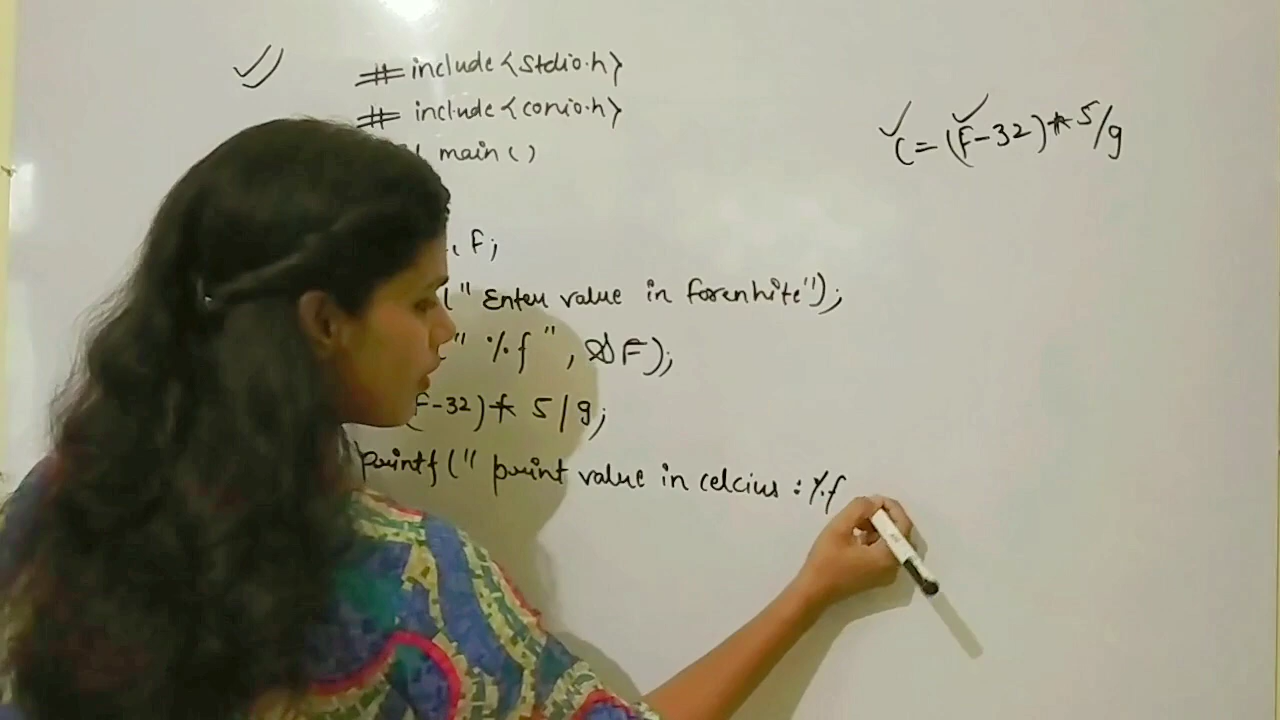 # include<stdio.h>
# include<conio.h>
main ()
C = (F-32)* 5/9
, F;
(" Enter value in forenhite");
(" %f ", &F);
F-32)* 5/9;
printf (" print value in celcius : %f